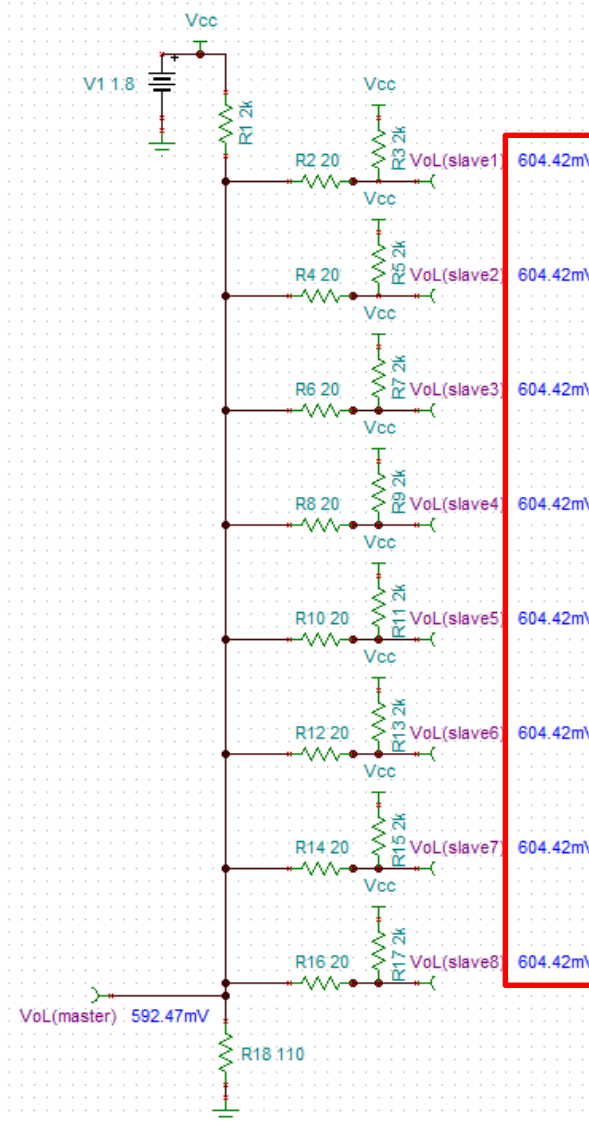 Vcc
V1 1.8
R1 2k
Vcc
R3 2k
R2 20
VoL(slave1)
604.42mV
Vcc
R5 2k
R4 20
VoL(slave2)
604.42mV
Vcc
R7 2k
R6 20
VoL(slave3)
604.42mV
Vcc
R9 2k
R8 20
VoL(slave4)
604.42mV
Vcc
R11 2k
R10 20
VoL(slave5)
604.42mV
Vcc
R13 2k
R12 20
VoL(slave6)
604.42mV
Vcc
R15 2k
R14 20
VoL(slave7)
604.42mV
Vcc
R17 2k
R16 20
VoL(slave8)
604.42mV
VoL(master) 592.47mV
R18 110